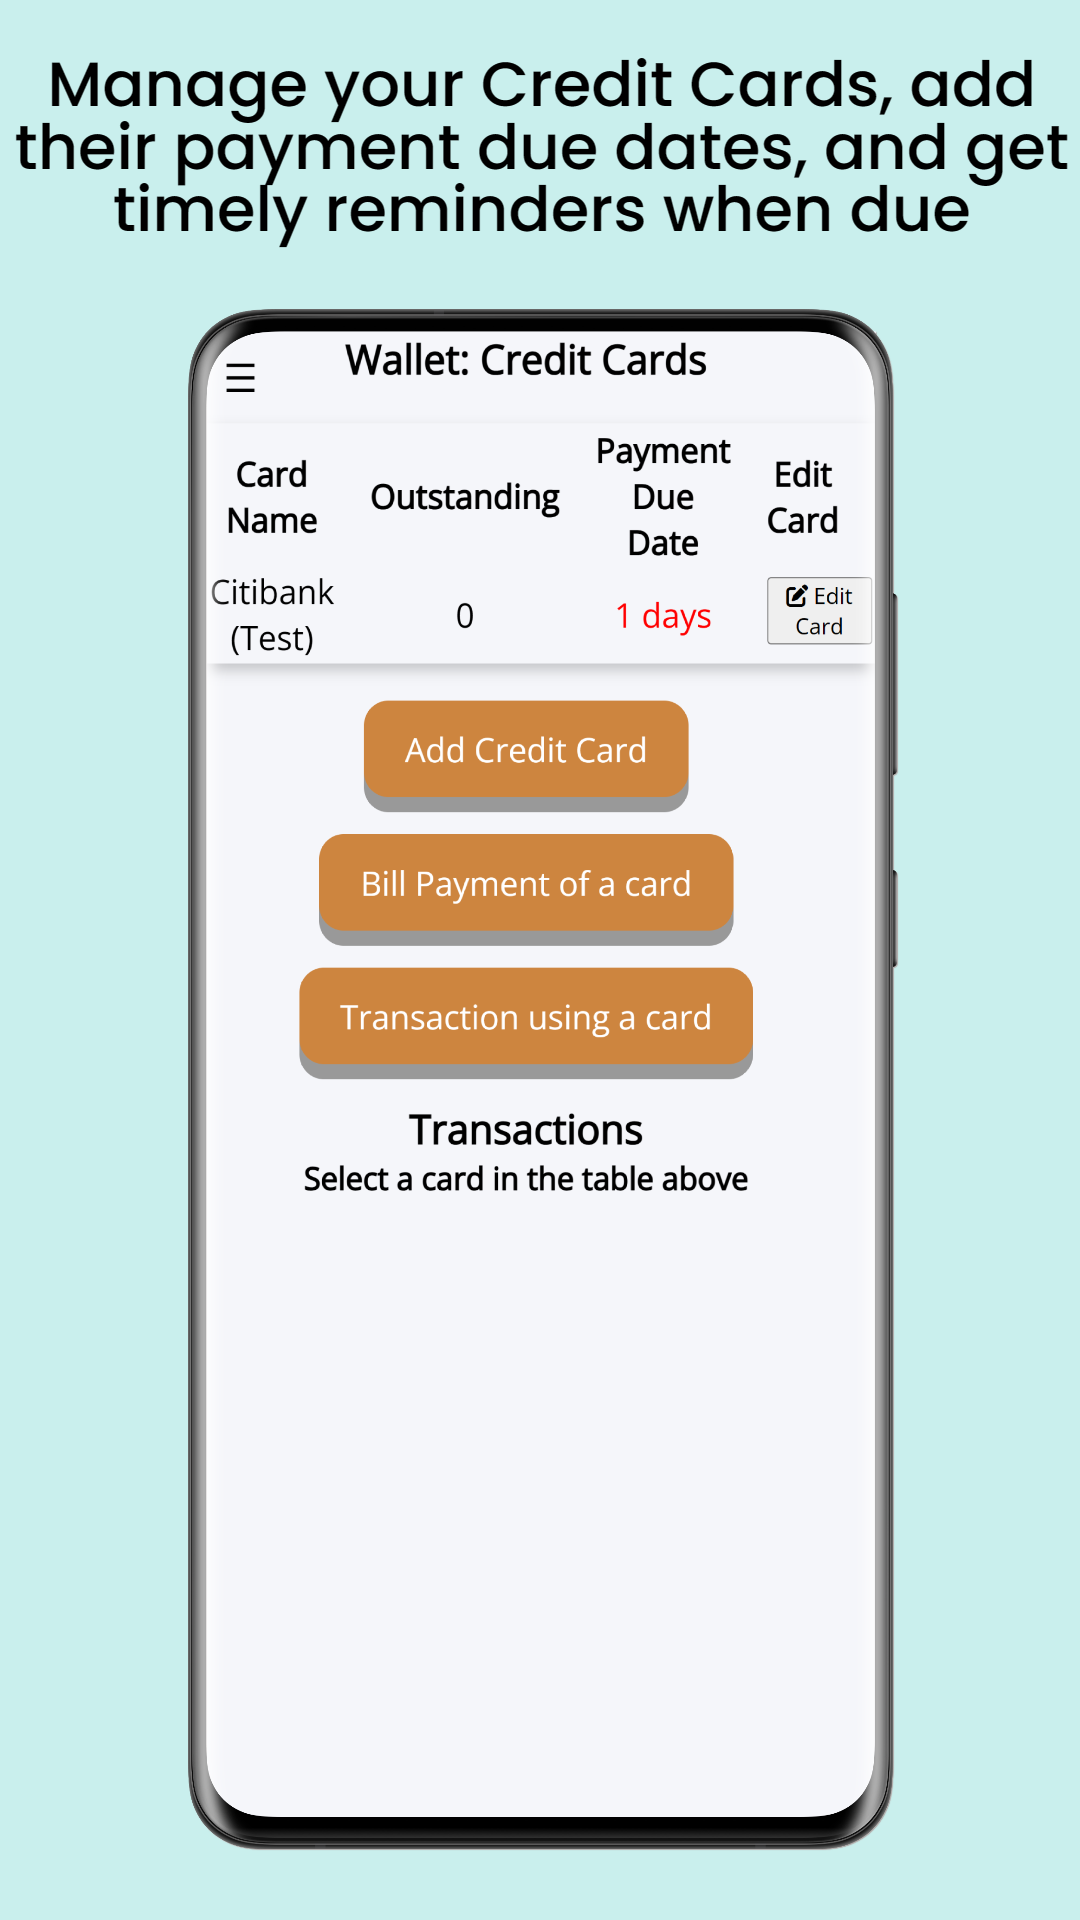 Manage your Credit Cards, add
their payment due dates, and get
timely reminders when due
☰
Wallet: Credit Cards
Card Name Outstanding Payment Due Date Edit Card
Citibank (Test) 0 1 days Edit Card
Add Credit Card
Bill Payment of a card
Transaction using a card
Transactions
Select a card in the table above